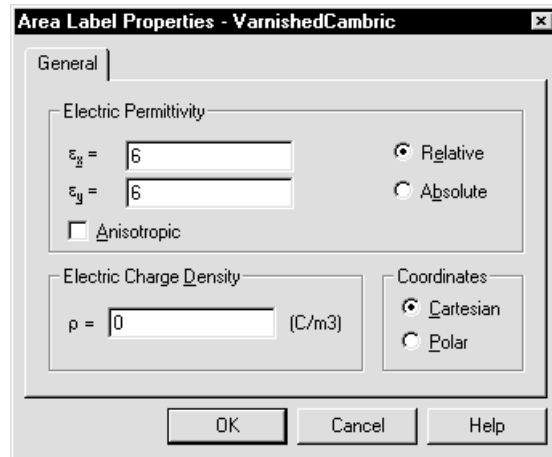 Area Label Properties - VarnishedCambric
General
Electric Permittivity
εx = 6
εy = 6
Relative
Absolute
Anisotropic
Electric Charge Density
ρ = 0 (C/m3)
Coordinates
Cartesian
Polar
OK Cancel Help